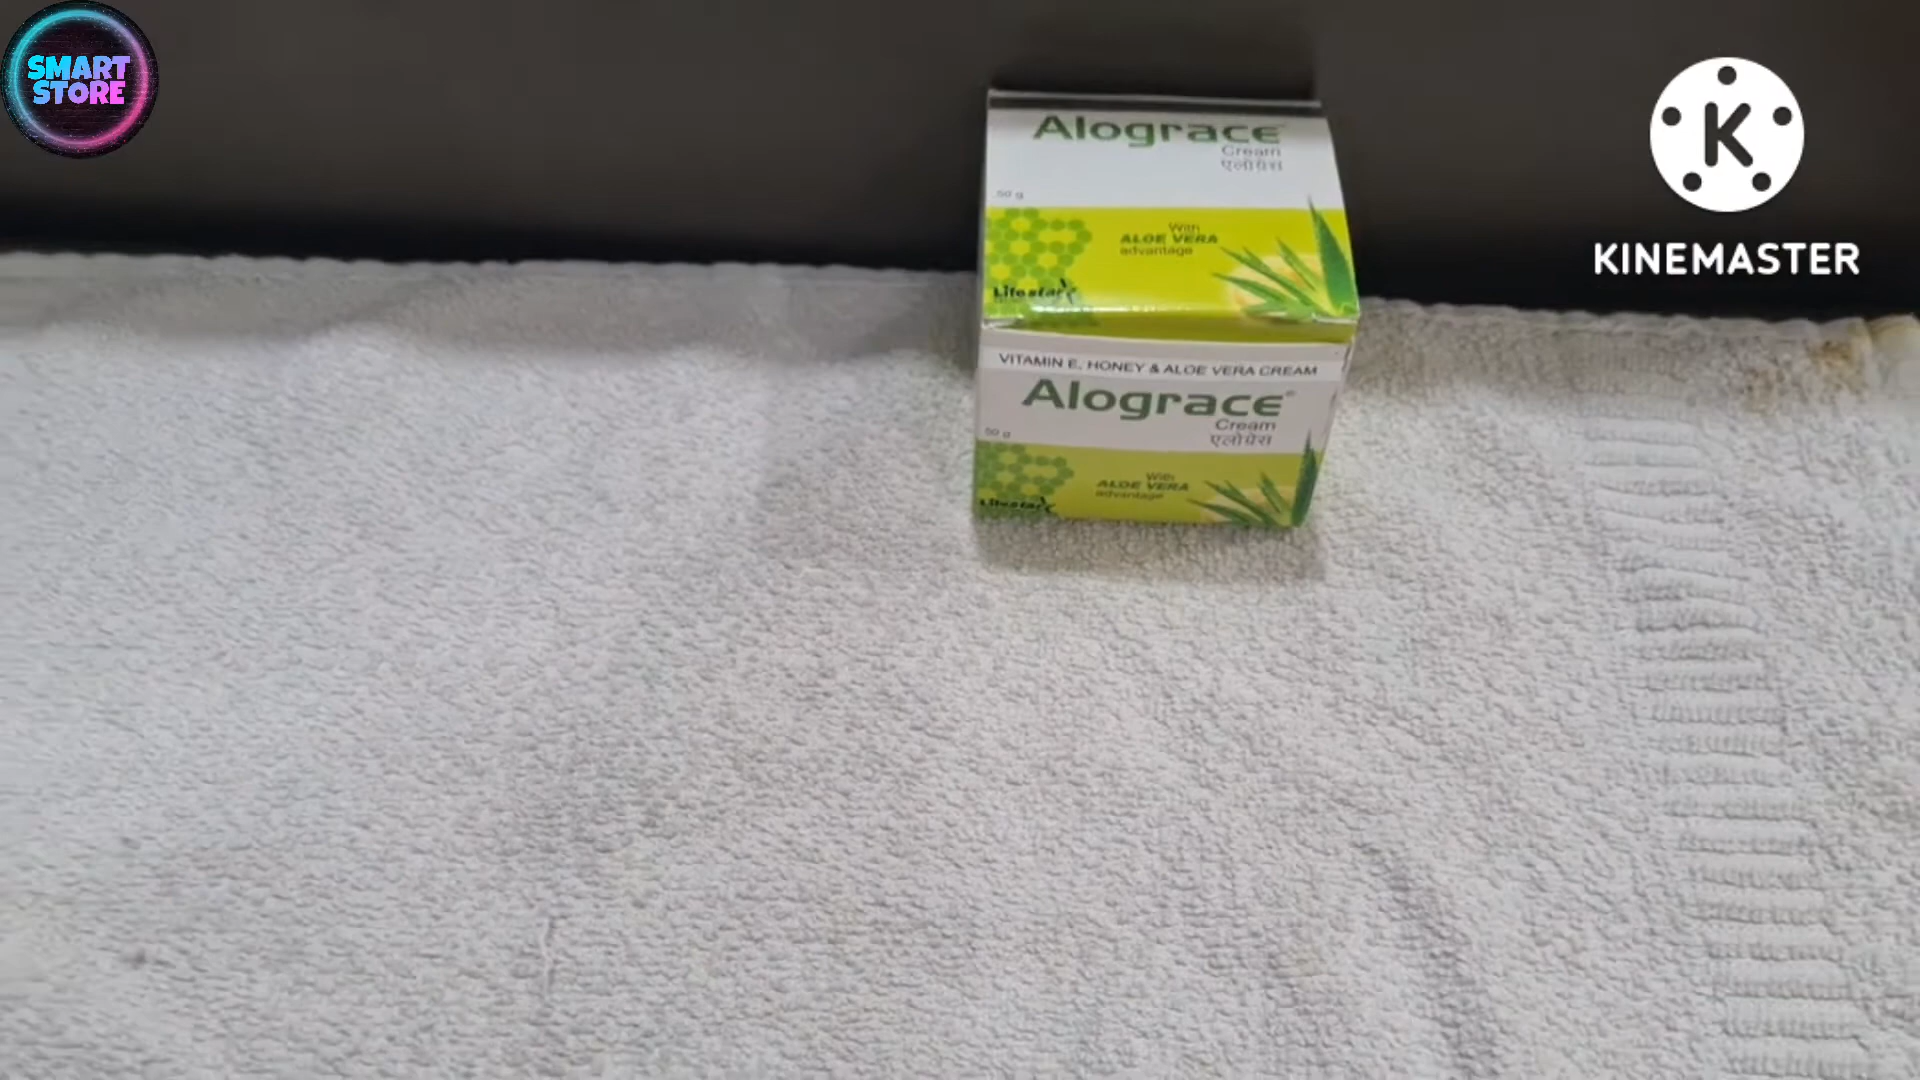 SMART
STORE
KINEMASTER
Alograce
Cream
एलोग्रेस
50 g
With
ALOE VERA
advantage
Lifestar
VITAMIN E, HONEY & ALOE VERA CREAM
Alograce
Cream
एलोग्रेस
50 g
With
ALOE VERA
advantage
Lifestar